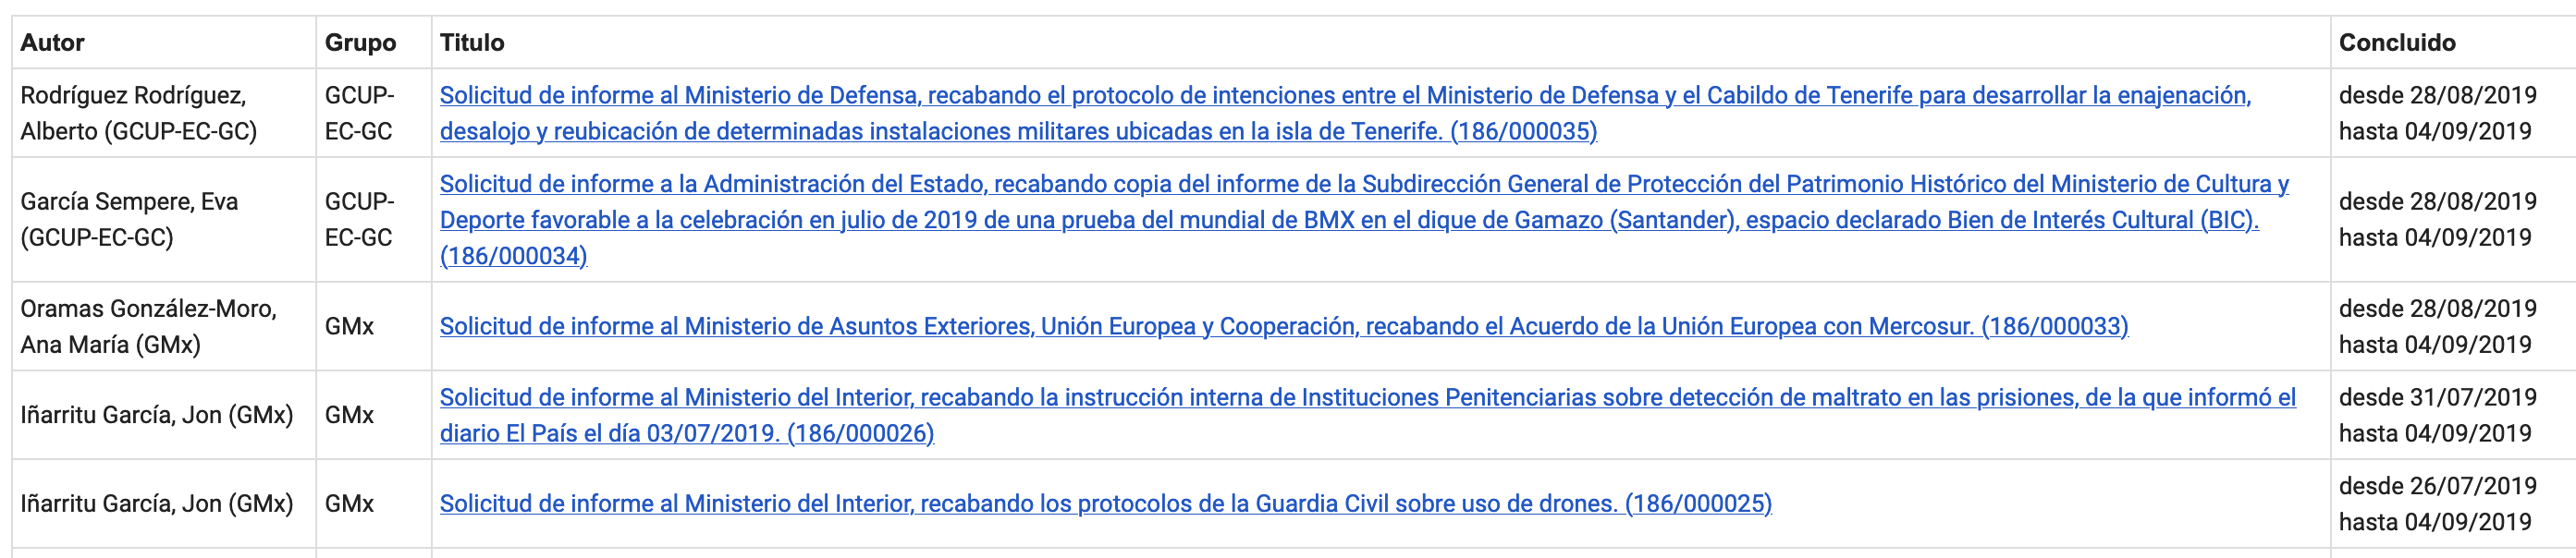 Autor Grupo Titulo Concluido
Rodríguez Rodríguez,
Alberto (GCUP-EC-GC)
GCUP-
EC-GC
Solicitud de informe al Ministerio de Defensa, recabando el protocolo de intenciones entre el Ministerio de Defensa y el Cabildo de Tenerife para desarrollar la enajenación,
desalojo y reubicación de determinadas instalaciones militares ubicadas en la isla de Tenerife. (186/000035)
desde 28/08/2019
hasta 04/09/2019
García Sempere, Eva
(GCUP-EC-GC)
GCUP-
EC-GC
Solicitud de informe a la Administración del Estado, recabando copia del informe de la Subdirección General de Protección del Patrimonio Histórico del Ministerio de Cultura y
Deporte favorable a la celebración en julio de 2019 de una prueba del mundial de BMX en el dique de Gamazo (Santander), espacio declarado Bien de Interés Cultural (BIC).
(186/000034)
desde 28/08/2019
hasta 04/09/2019
Oramas González-Moro,
Ana María (GMx)
GMx
Solicitud de informe al Ministerio de Asuntos Exteriores, Unión Europea y Cooperación, recabando el Acuerdo de la Unión Europea con Mercosur. (186/000033)
desde 28/08/2019
hasta 04/09/2019
Iñarritu García, Jon (GMx)
GMx
Solicitud de informe al Ministerio del Interior, recabando la instrucción interna de Instituciones Penitenciarias sobre detección de maltrato en las prisiones, de la que informó el
diario El País el día 03/07/2019. (186/000026)
desde 31/07/2019
hasta 04/09/2019
Iñarritu García, Jon (GMx)
GMx
Solicitud de informe al Ministerio del Interior, recabando los protocolos de la Guardia Civil sobre uso de drones. (186/000025)
desde 26/07/2019
hasta 04/09/2019